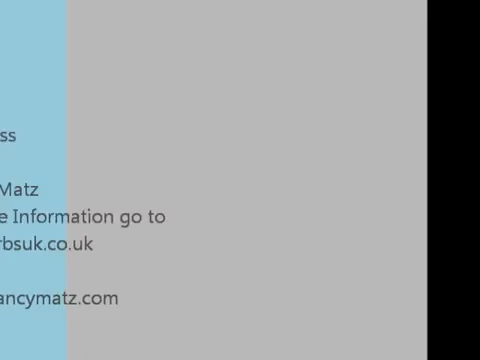 ss
Matz
e Information go to
rbsuk.co.uk
ancymatz.com